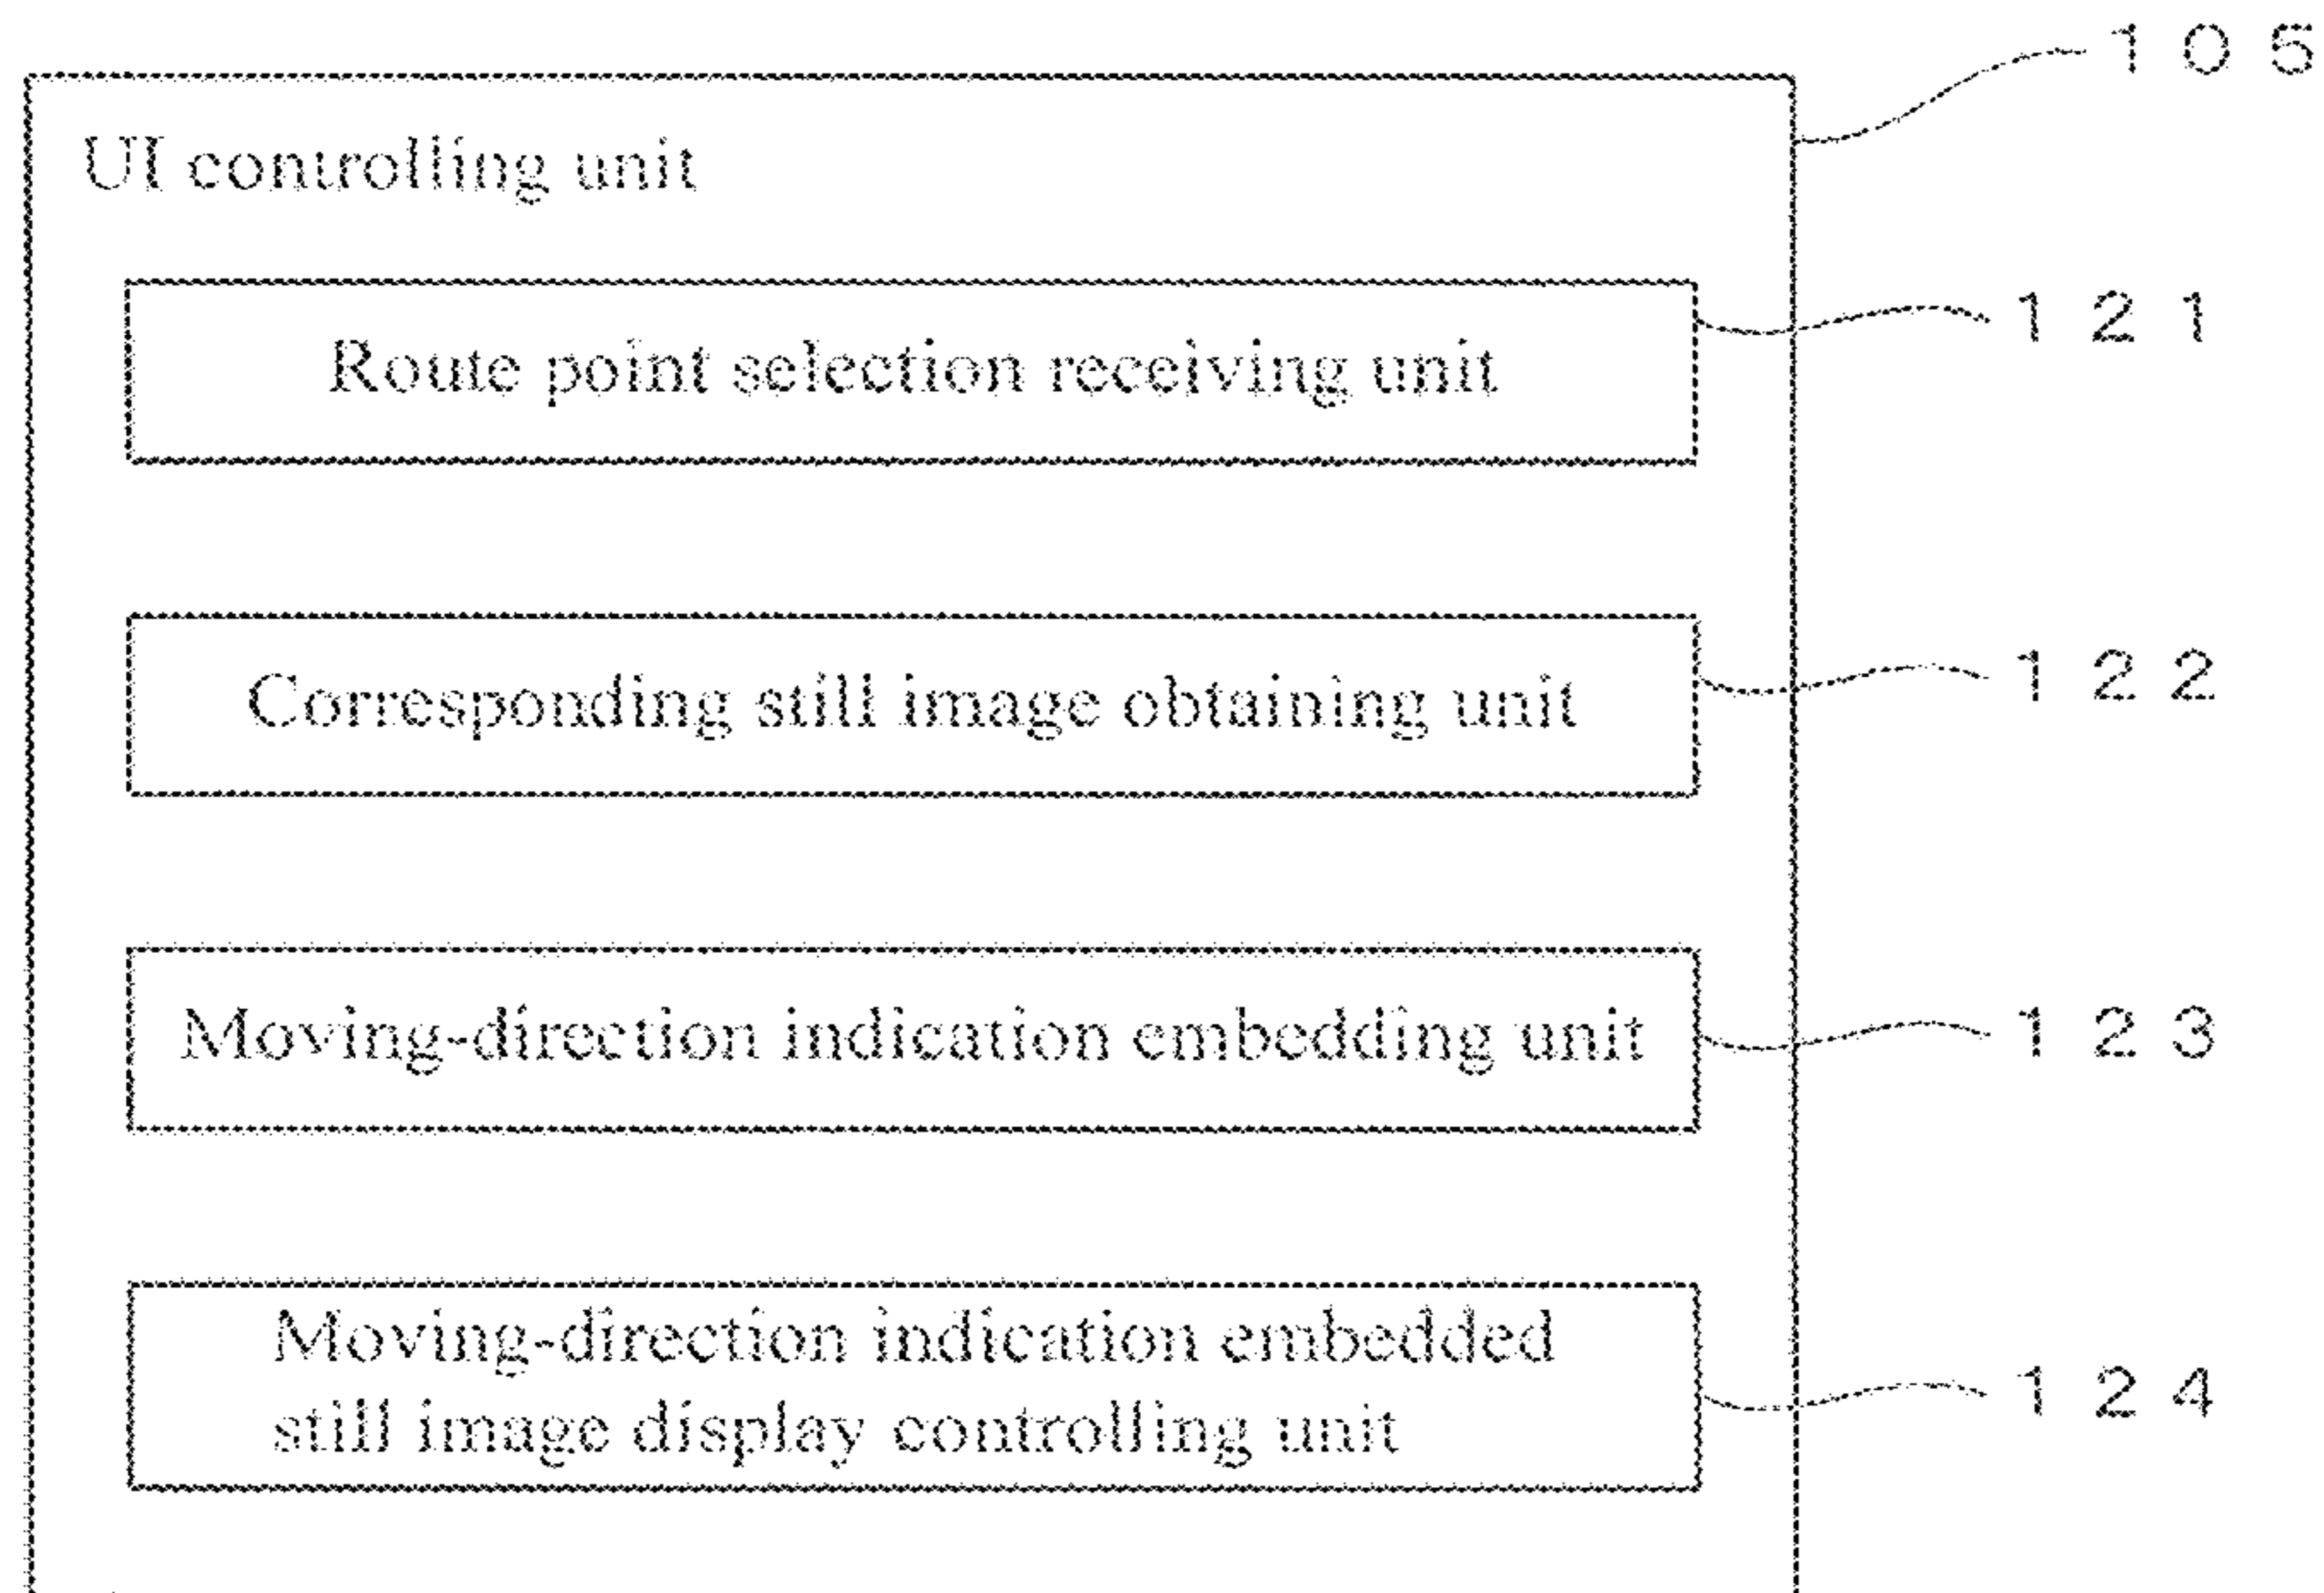 105
UI controlling unit
Route point selection receiving unit
121
Corresponding still image obtaining unit
122
Moving-direction indication embedding unit
123
Moving-direction indication embedded
still image display controlling unit
124